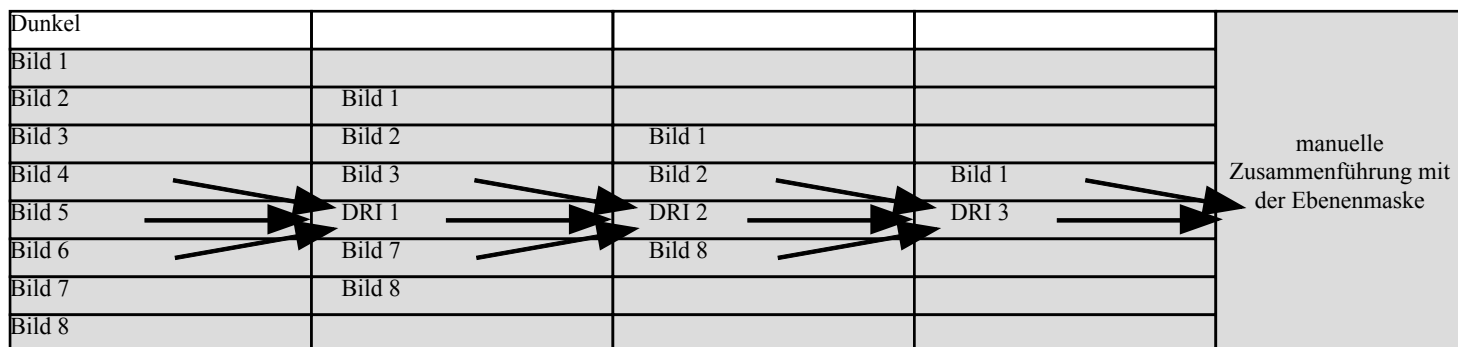 Dunkel
Bild 1
Bild 2 Bild 1
Bild 3 Bild 2 Bild 1
Bild 4 Bild 3 Bild 2 Bild 1
Bild 5 DRI 1 DRI 2 DRI 3
Bild 6 Bild 7 Bild 8
Bild 7 Bild 8
Bild 8
manuelle
Zusammenführung mit
der Ebenenmaske